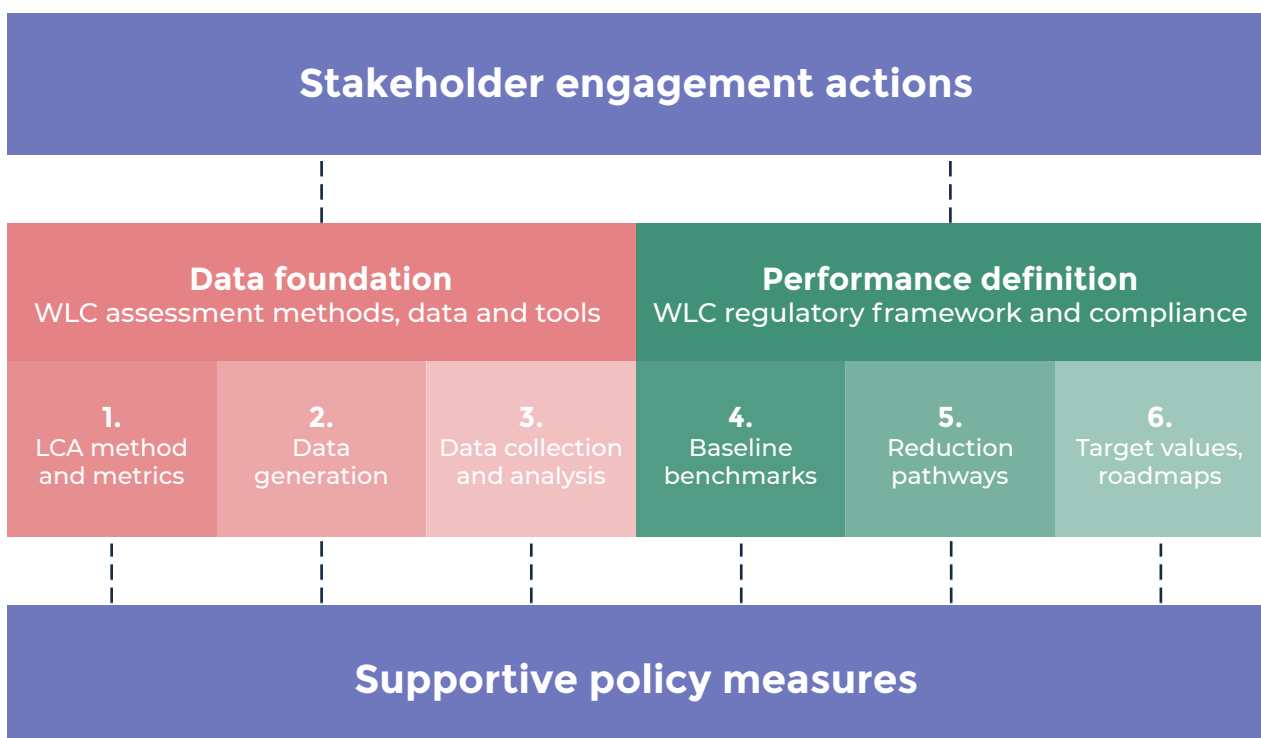 Stakeholder engagement actions
Data foundation
WLC assessment methods, data and tools
Performance definition
WLC regulatory framework and compliance
1.
LCA method
and metrics
2.
Data
generation
3.
Data collection
and analysis
4.
Baseline
benchmarks
5.
Reduction
pathways
6.
Target values,
roadmaps
Supportive policy measures